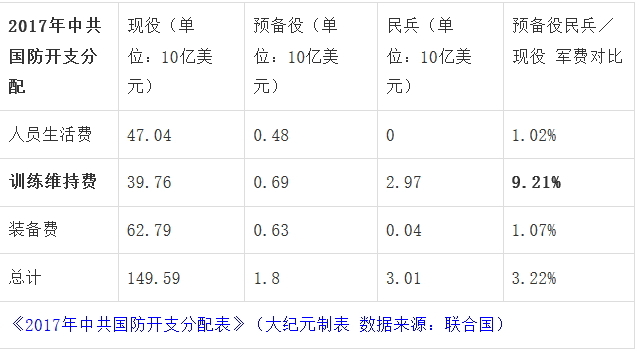 2017年中共 现役（单 预备役（单 民兵（单 预备役民兵／
国防开支分 位：10亿美 位：10亿美 位：10亿美 现役 军费对比
配 元） 元） 元）
人员生活费 47.04 0.48 0 1.02%
训练维持费 39.76 0.69 2.97 9.21%
装备费 62.79 0.63 0.04 1.07%
总计 149.59 1.8 3.01 3.22%
《2017年中共国防开支分配表》（大纪元制表 数据来源：联合国）